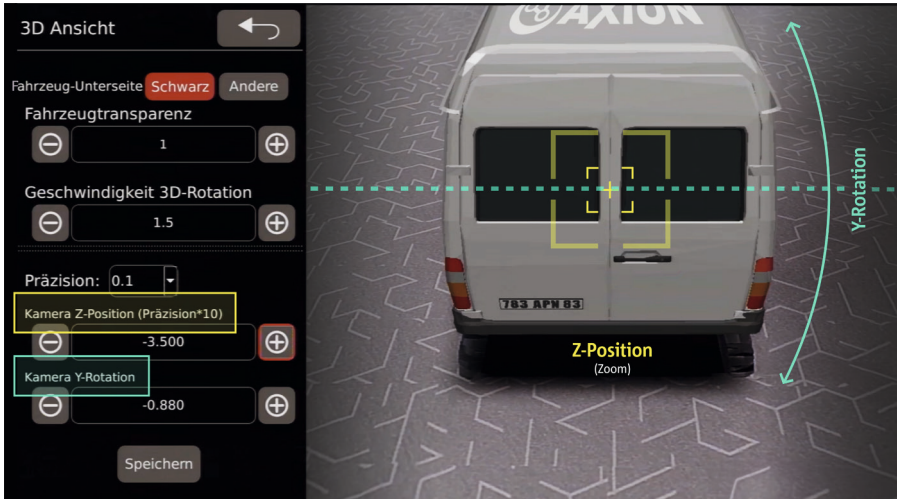 3D Ansicht
Fahrzeug-Unterseite Schwarz Andere
Fahrzeugtransparenz
1
Geschwindigkeit 3D-Rotation
1.5
Präzision: 0.1
Kamera Z-Position (Präzision*10)
-3.500
Kamera Y-Rotation
-0.880
Speichern
AXION
783 APN 83
Z-Position
(Zoom)
Y-Rotation